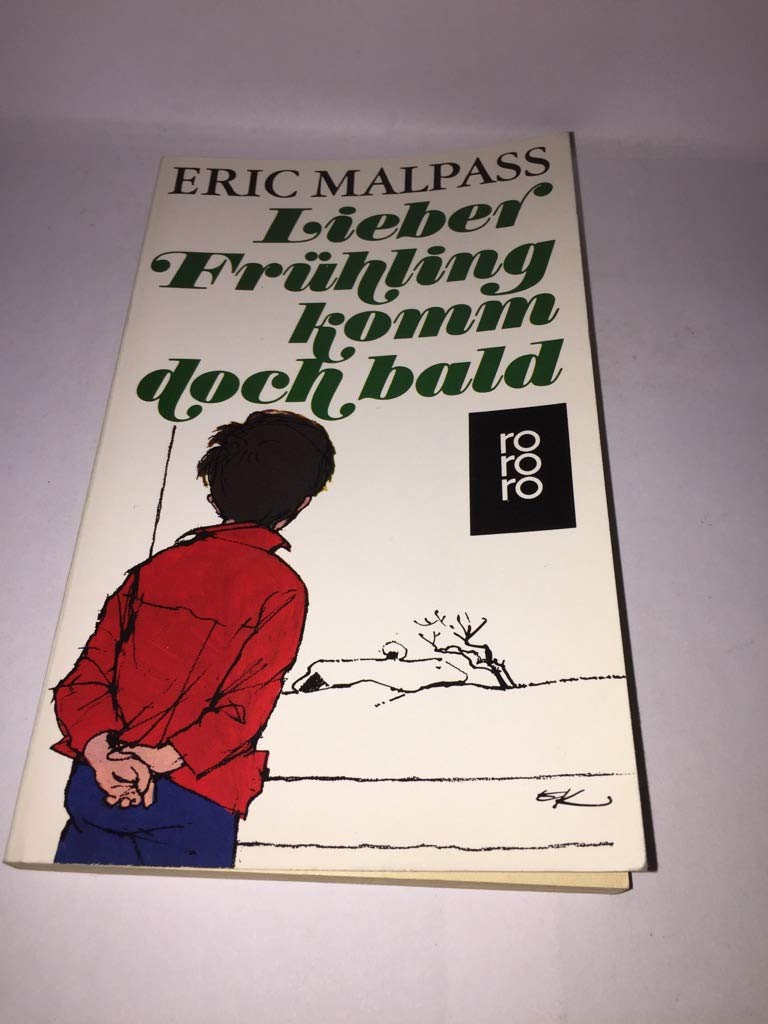 ERIC MALPASS
Lieber
Frühling
komm
doch bald
ro
ro
ro